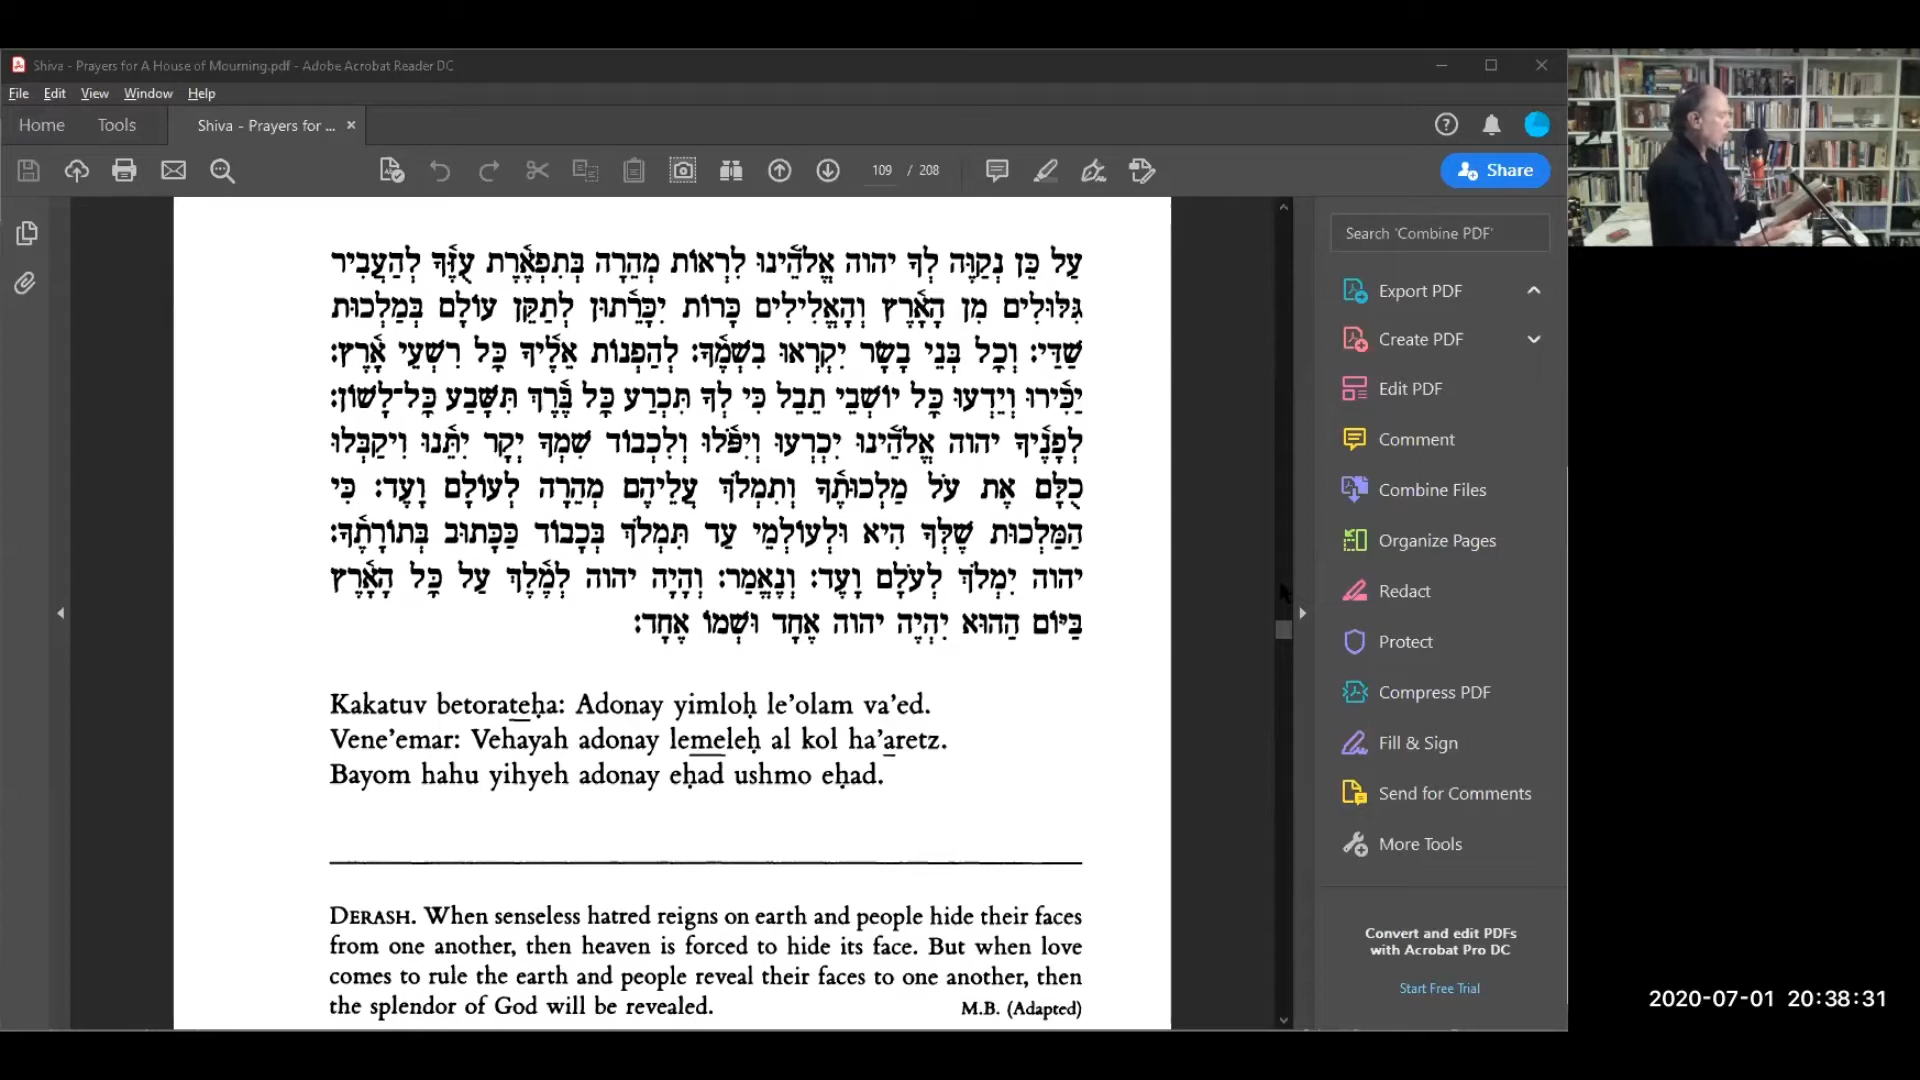 Shiva - Prayers for A House of Mourning.pdf - Adobe Acrobat Reader DC
File Edit View Window Help
Home Tools Shiva - Prayers for ... ×
109 / 208
Share
עַל כֵּן נְקַוֶּה לְּךָ יהוה אֱלֹהֵֽינוּ לִרְאוֹת מְהֵרָה בְּתִפְאֶֽרֶת עֻזֶּֽךָ לְהַעֲבִיר
גִּלּוּלִים מִן הָאָֽרֶץ וְהָאֱלִילִים כָּרוֹת יִכָּרֵֽתוּן לְתַקֵּן עוֹלָם בְּמַלְכוּת
שַׁדַּי: וְכָל בְּנֵי בָשָׂר יִקְרְאוּ בִשְׁמֶֽךָ: לְהַפְנוֹת אֵלֶֽיךָ כָּל רִשְׁעֵי אָֽרֶץ:
יַכִּֽירוּ וְיֵדְעוּ כָּל יוֹשְׁבֵי תֵבֵל כִּי לְךָ תִּכְרַע כָּל בֶּֽרֶךְ תִּשָּׁבַע כָּל־לָשׁוֹן:
לְפָנֶֽיךָ יהוה אֱלֹהֵֽינוּ יִכְרְעוּ וְיִפֹּֽלוּ וְלִכְבוֹד שִׁמְךָ יְקָר יִתֵּֽנוּ וִיקַבְּלוּ
כֻלָּם אֶת עֹל מַלְכוּתֶֽךָ וְתִמְלֹךְ עֲלֵיהֶם מְהֵרָה לְעוֹלָם וָעֶד: כִּי
הַמַּלְכוּת שֶׁלְּךָ הִיא וּלְעוֹלְמֵי עַד תִּמְלֹךְ בְּכָבוֹד כַּכָּתוּב בְּתוֹרָתֶֽךָ:
יהוה יִמְלֹךְ לְעֹלָם וָעֶד: וְנֶאֱמַר: וְהָיָה יהוה לְמֶֽלֶךְ עַל כָּל הָאָֽרֶץ
בַּיּוֹם הַהוּא יִהְיֶה יהוה אֶחָד וּשְׁמוֹ אֶחָד:
Kakatuv betorateḥa: Adonay yimloḥ le’olam va’ed.
Vene’emar: Vehayah adonay lemeleḥ al kol ha’aretz.
Bayom hahu yihyeh adonay eḥad ushmo eḥad.
DERASH. When senseless hatred reigns on earth and people hide their faces
from one another, then heaven is forced to hide its face. But when love
comes to rule the earth and people reveal their faces to one another, then
the splendor of God will be revealed. M.B. (Adapted)
Search 'Combine PDF'
Export PDF
Create PDF
Edit PDF
Comment
Combine Files
Organize Pages
Redact
Protect
Compress PDF
Fill & Sign
Send for Comments
More Tools
Convert and edit PDFs
with Acrobat Pro DC
Start Free Trial
2020-07-01 20:38:31